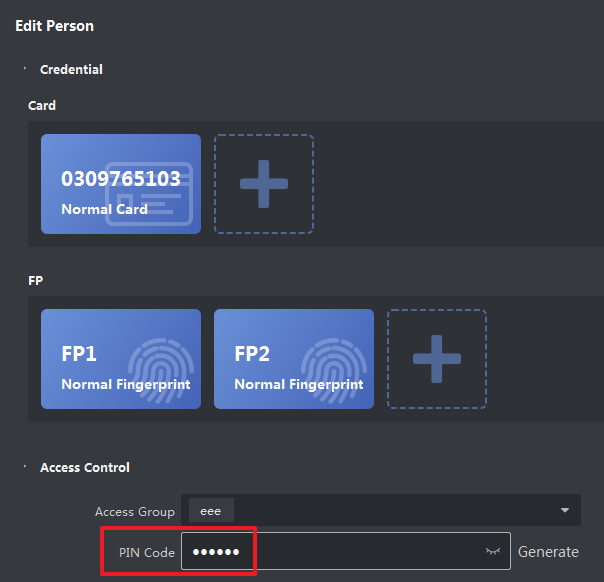 Edit Person
Credential
Card
0309765103
Normal Card
FP
FP1
Normal Fingerprint
FP2
Normal Fingerprint
Access Control
Access Group eee
PIN Code •••••• Generate